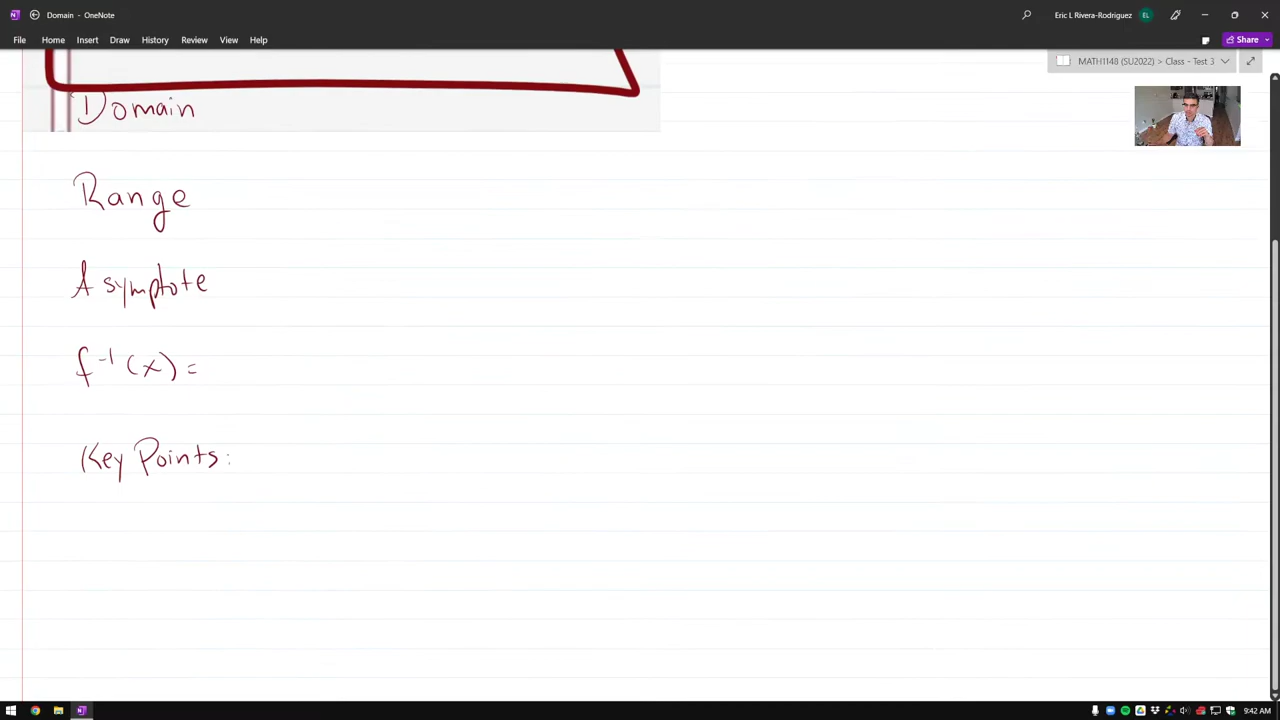 Domain - OneNote
Eric L Rivera-Rodriguez
EL
File Home Insert Draw History Review View Help
Share
MATH1148 (SU2022) > Class - Test 3
Domain
Range
Asymptote
f⁻¹(x) =
Key Points:
9:42 AM